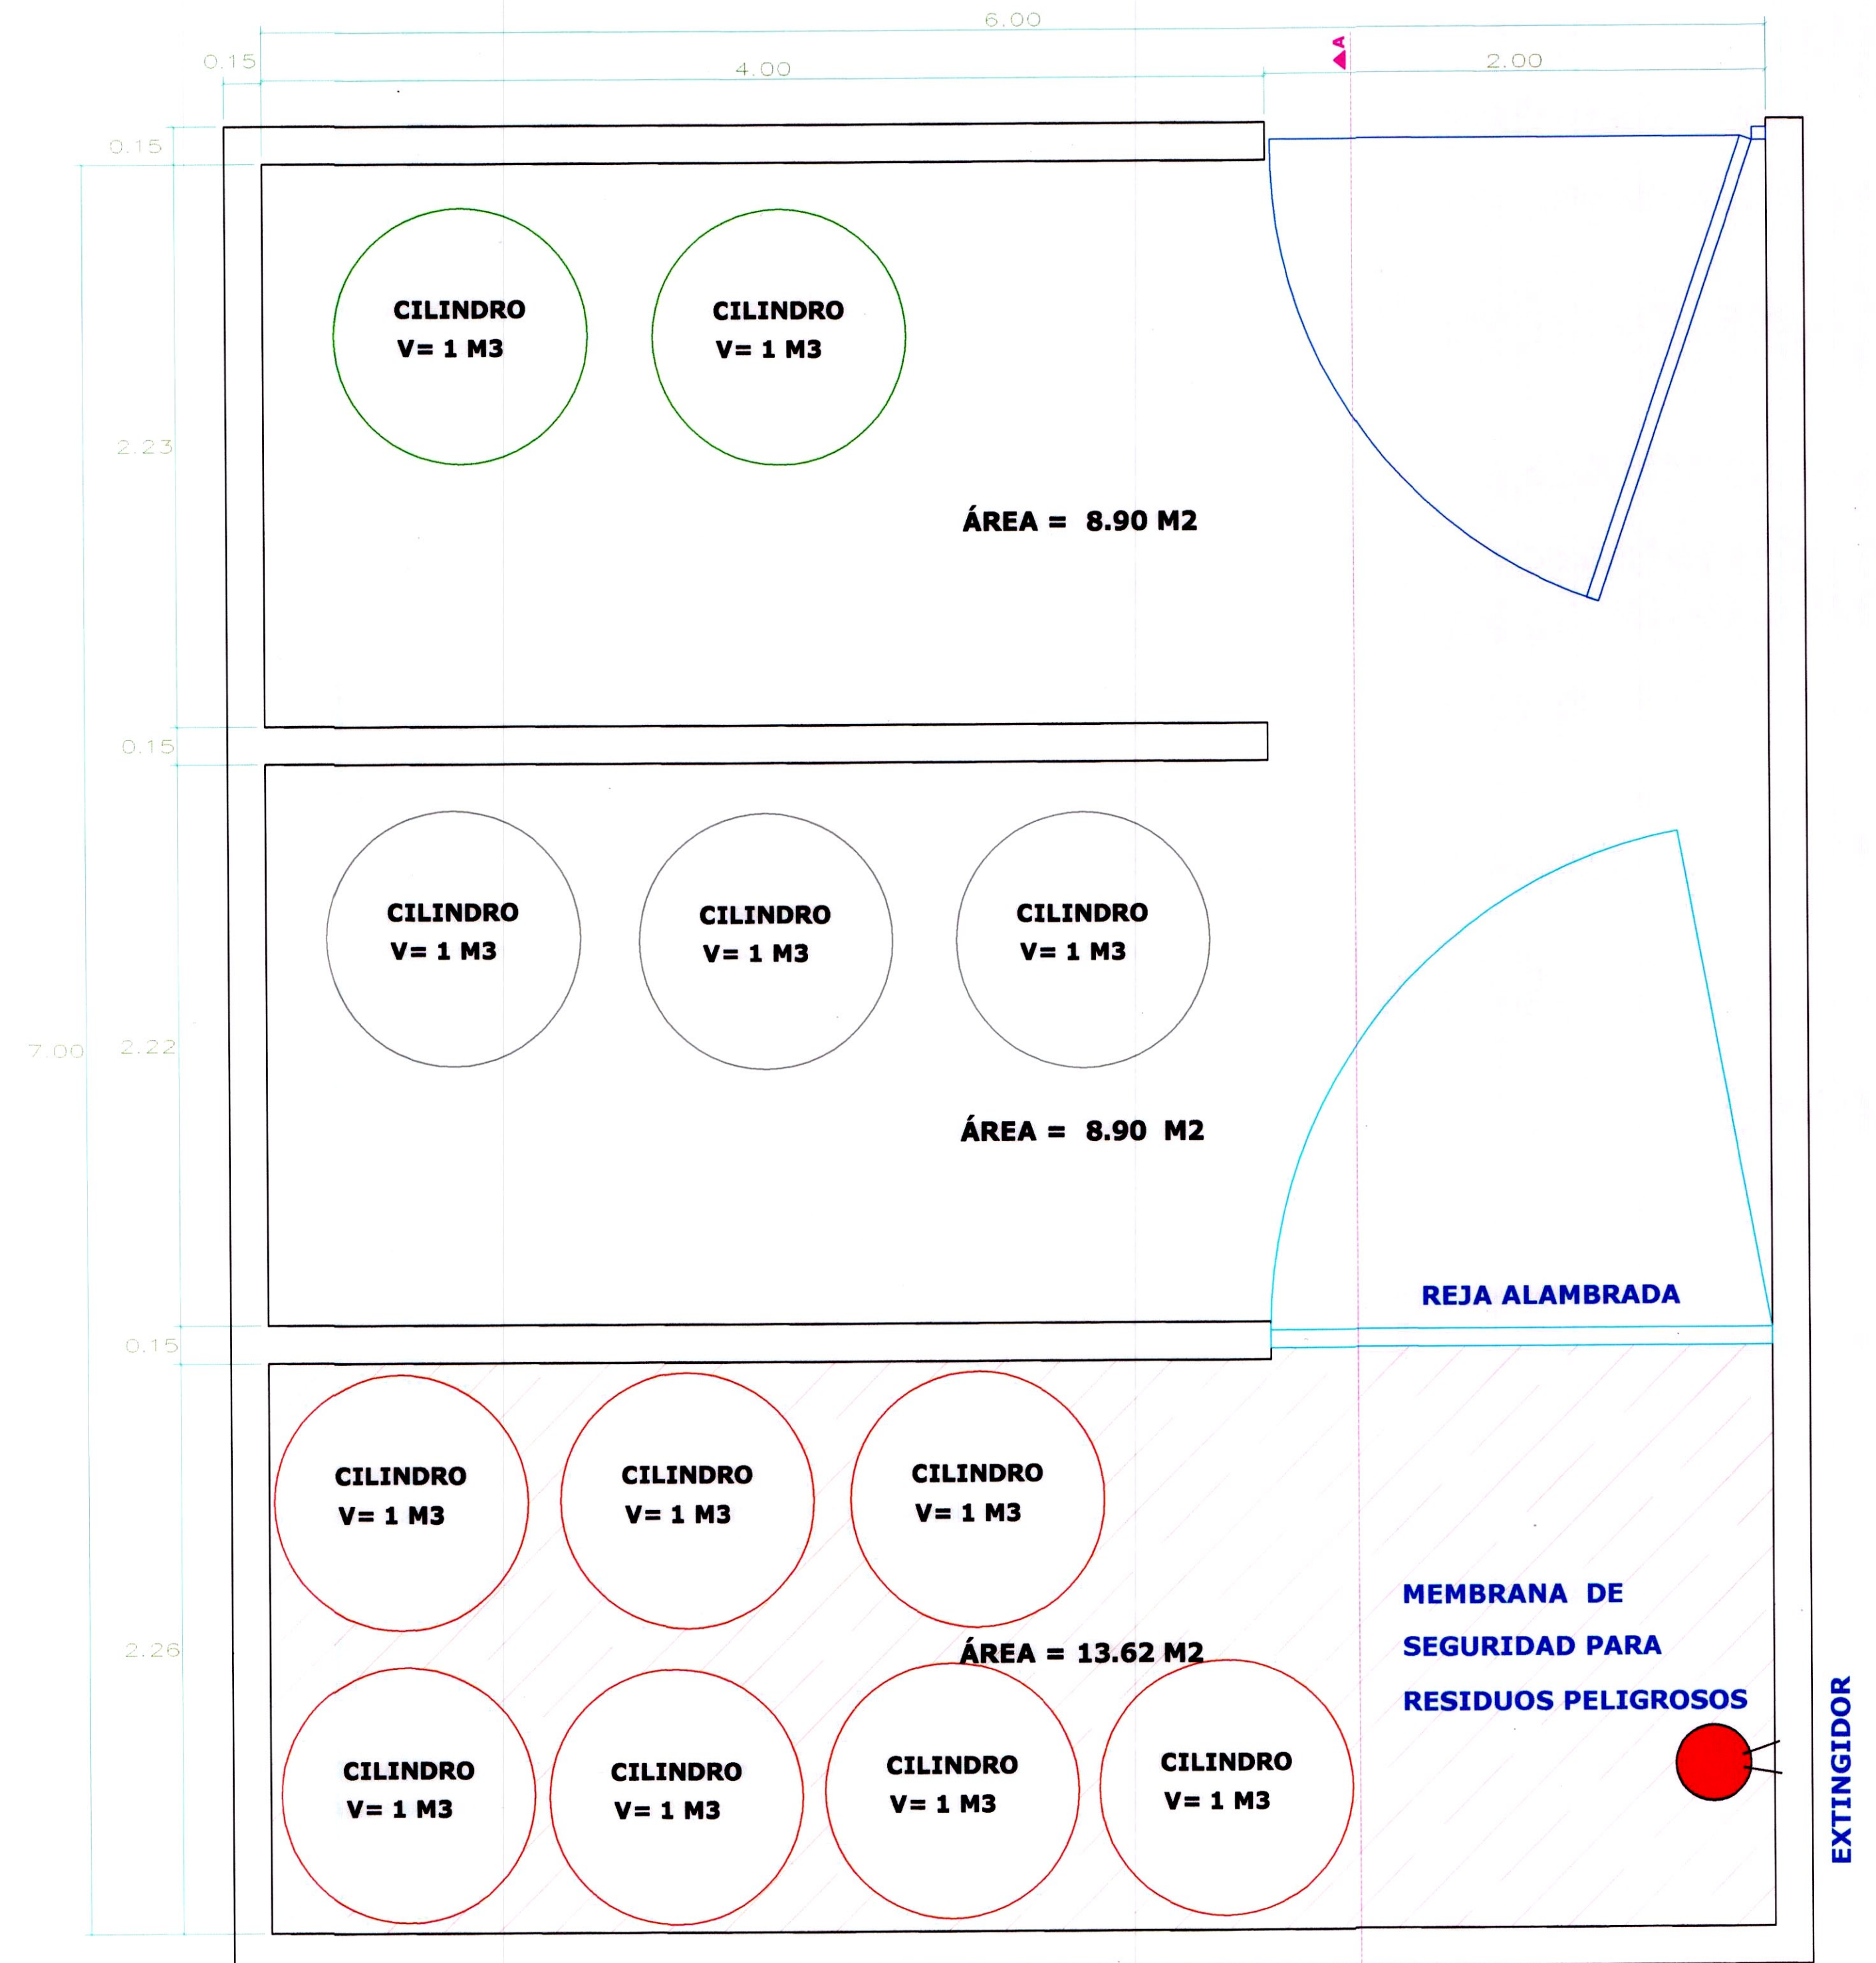 6.00
0.15
4.00
A
2.00
0.15
CILINDRO
V= 1 M3
CILINDRO
V= 1 M3
2.23
ÁREA = 8.90 M2
0.15
CILINDRO
V= 1 M3
CILINDRO
V= 1 M3
CILINDRO
V= 1 M3
7.00
2.22
ÁREA = 8.90 M2
REJA ALAMBRADA
0.15
CILINDRO
V= 1 M3
CILINDRO
V= 1 M3
CILINDRO
V= 1 M3
2.26
ÁREA = 13.62 M2
MEMBRANA DE
SEGURIDAD PARA
RESIDUOS PELIGROSOS
CILINDRO
V= 1 M3
CILINDRO
V= 1 M3
CILINDRO
V= 1 M3
CILINDRO
V= 1 M3
EXTINGIDOR